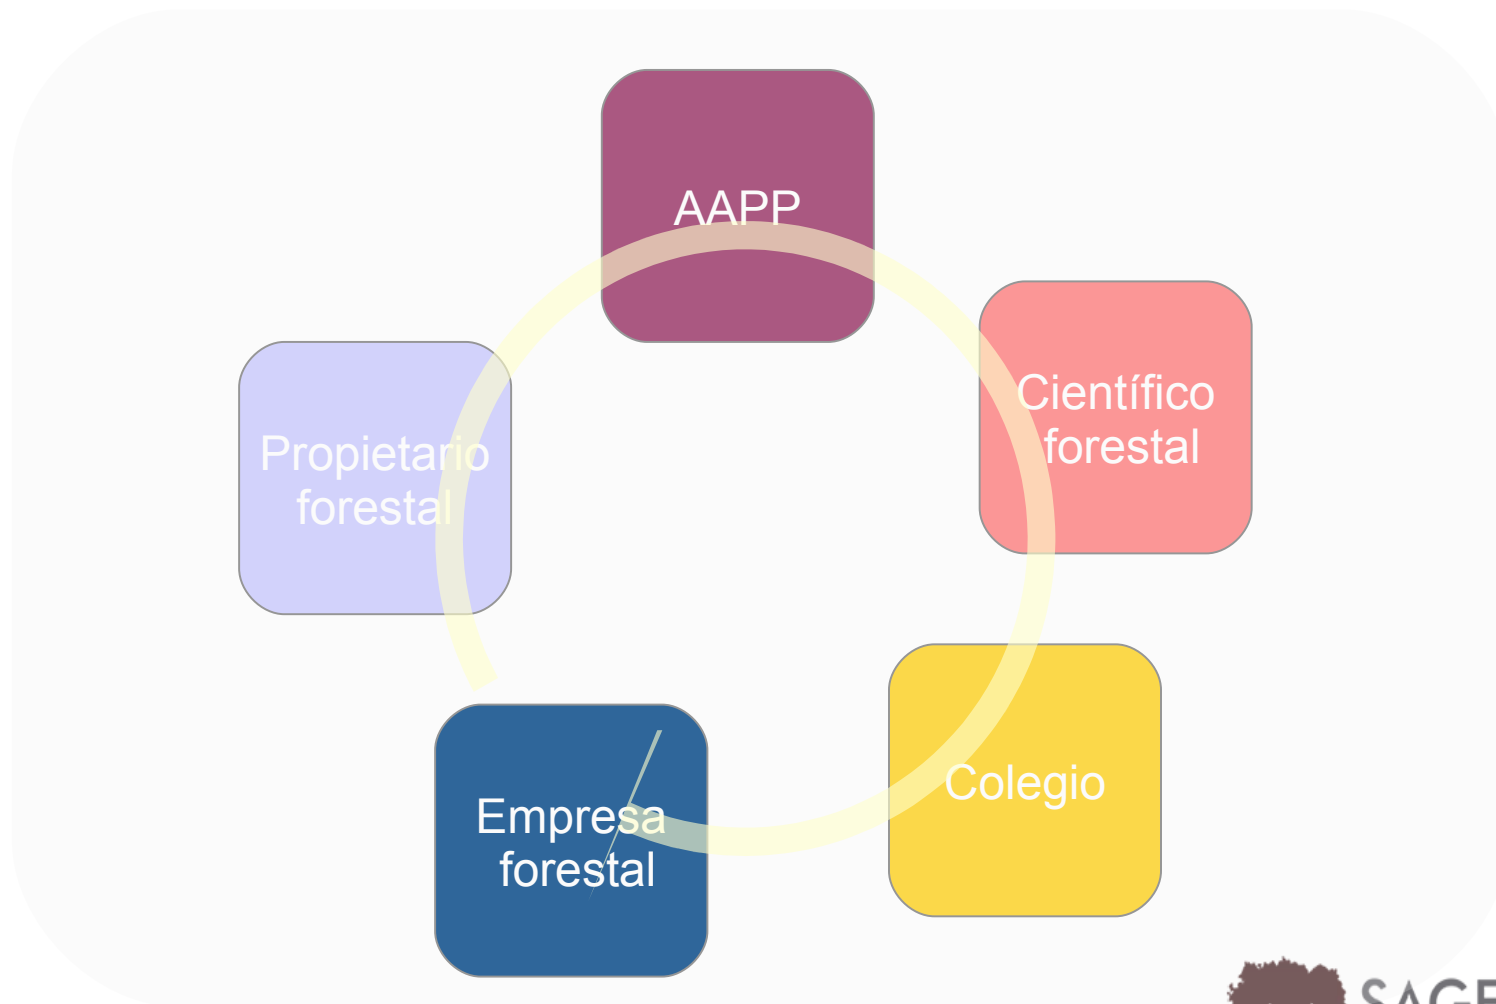 AAPP
Científico
forestal
Propietario
forestal
Colegio
Empresa
forestal